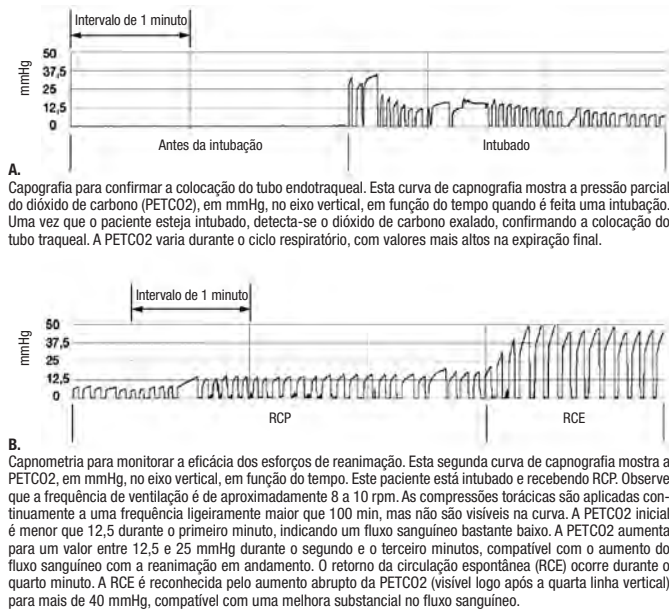 Intervalo de 1 minuto
mmHg
50
37,5
25
12,5
0
Antes da intubação
Intubado
A.
Capografia para confirmar a colocação do tubo endotraqueal. Esta curva de capnografia mostra a pressão parcial
do dióxido de carbono (PETCO2), em mmHg, no eixo vertical, em função do tempo quando é feita uma intubação.
Uma vez que o paciente esteja intubado, detecta-se o dióxido de carbono exalado, confirmando a colocação do
tubo traqueal. A PETCO2 varia durante o ciclo respiratório, com valores mais altos na expiração final.
Intervalo de 1 minuto
mmHg
50
37,5
25
12,5
0
RCP
RCE
B.
Capnometria para monitorar a eficácia dos esforços de reanimação. Esta segunda curva de capnografia mostra a
PETCO2, em mmHg, no eixo vertical, em função do tempo. Este paciente está intubado e recebendo RCP. Observe
que a frequência de ventilação é de aproximadamente 8 a 10 rpm. As compressões torácicas são aplicadas con-
tinuamente a uma frequência ligeiramente maior que 100 min, mas não são visíveis na curva. A PETCO2 inicial
é menor que 12,5 durante o primeiro minuto, indicando um fluxo sanguíneo bastante baixo. A PETCO2 aumenta
para um valor entre 12,5 e 25 mmHg durante o segundo e o terceiro minutos, compatível com o aumento do
fluxo sanguíneo com a reanimação em andamento. O retorno da circulação espontânea (RCE) ocorre durante o
quarto minuto. A RCE é reconhecida pelo aumento abrupto da PETCO2 (visível logo após a quarta linha vertical)
para mais de 40 mmHg, compatível com uma melhora substancial no fluxo sanguíneo.